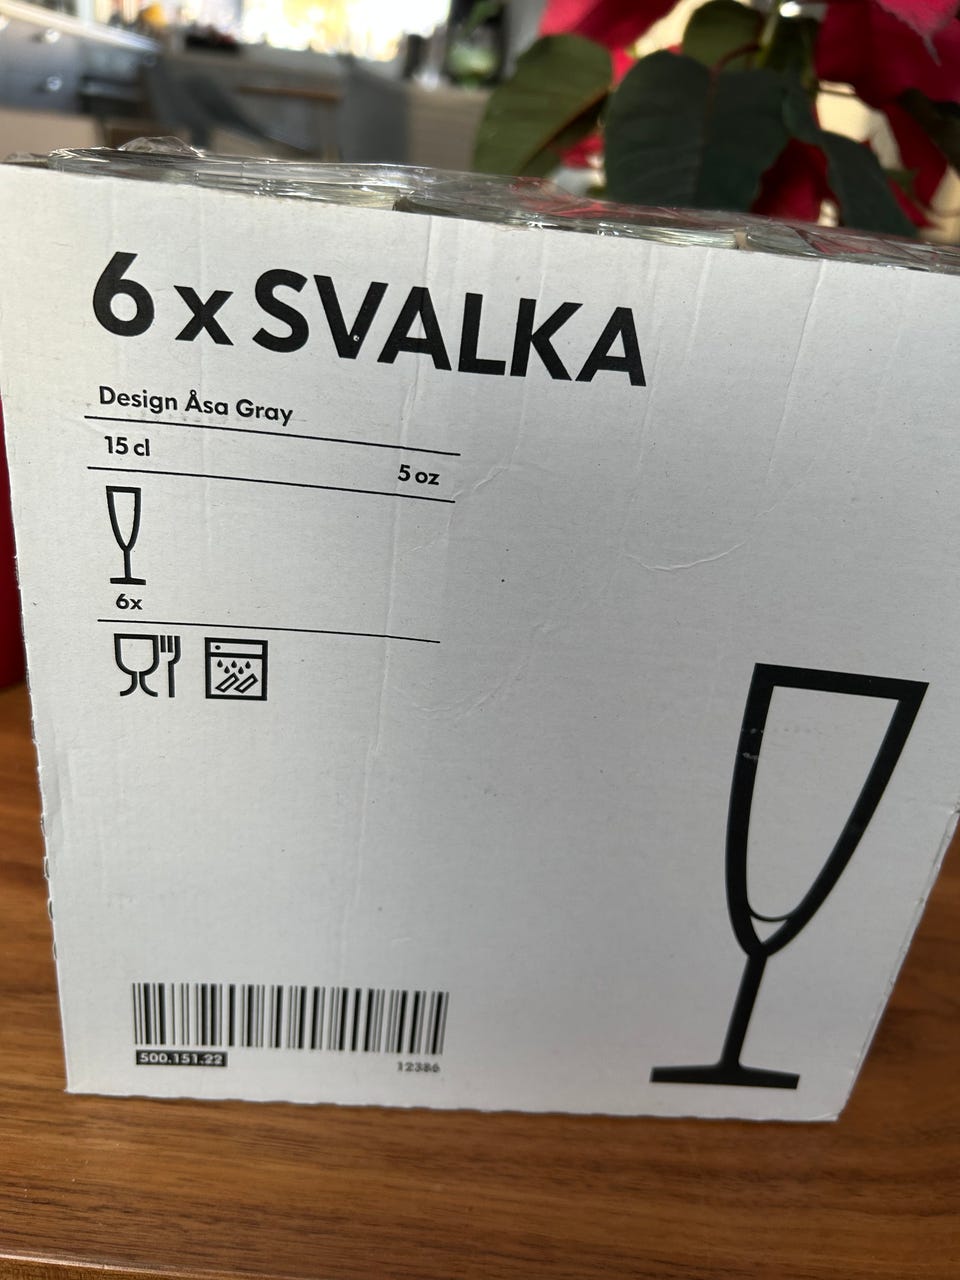 6 x SVALKA
Design Åsa Gray
15 cl
5 oz
6x
500.151.22
12386